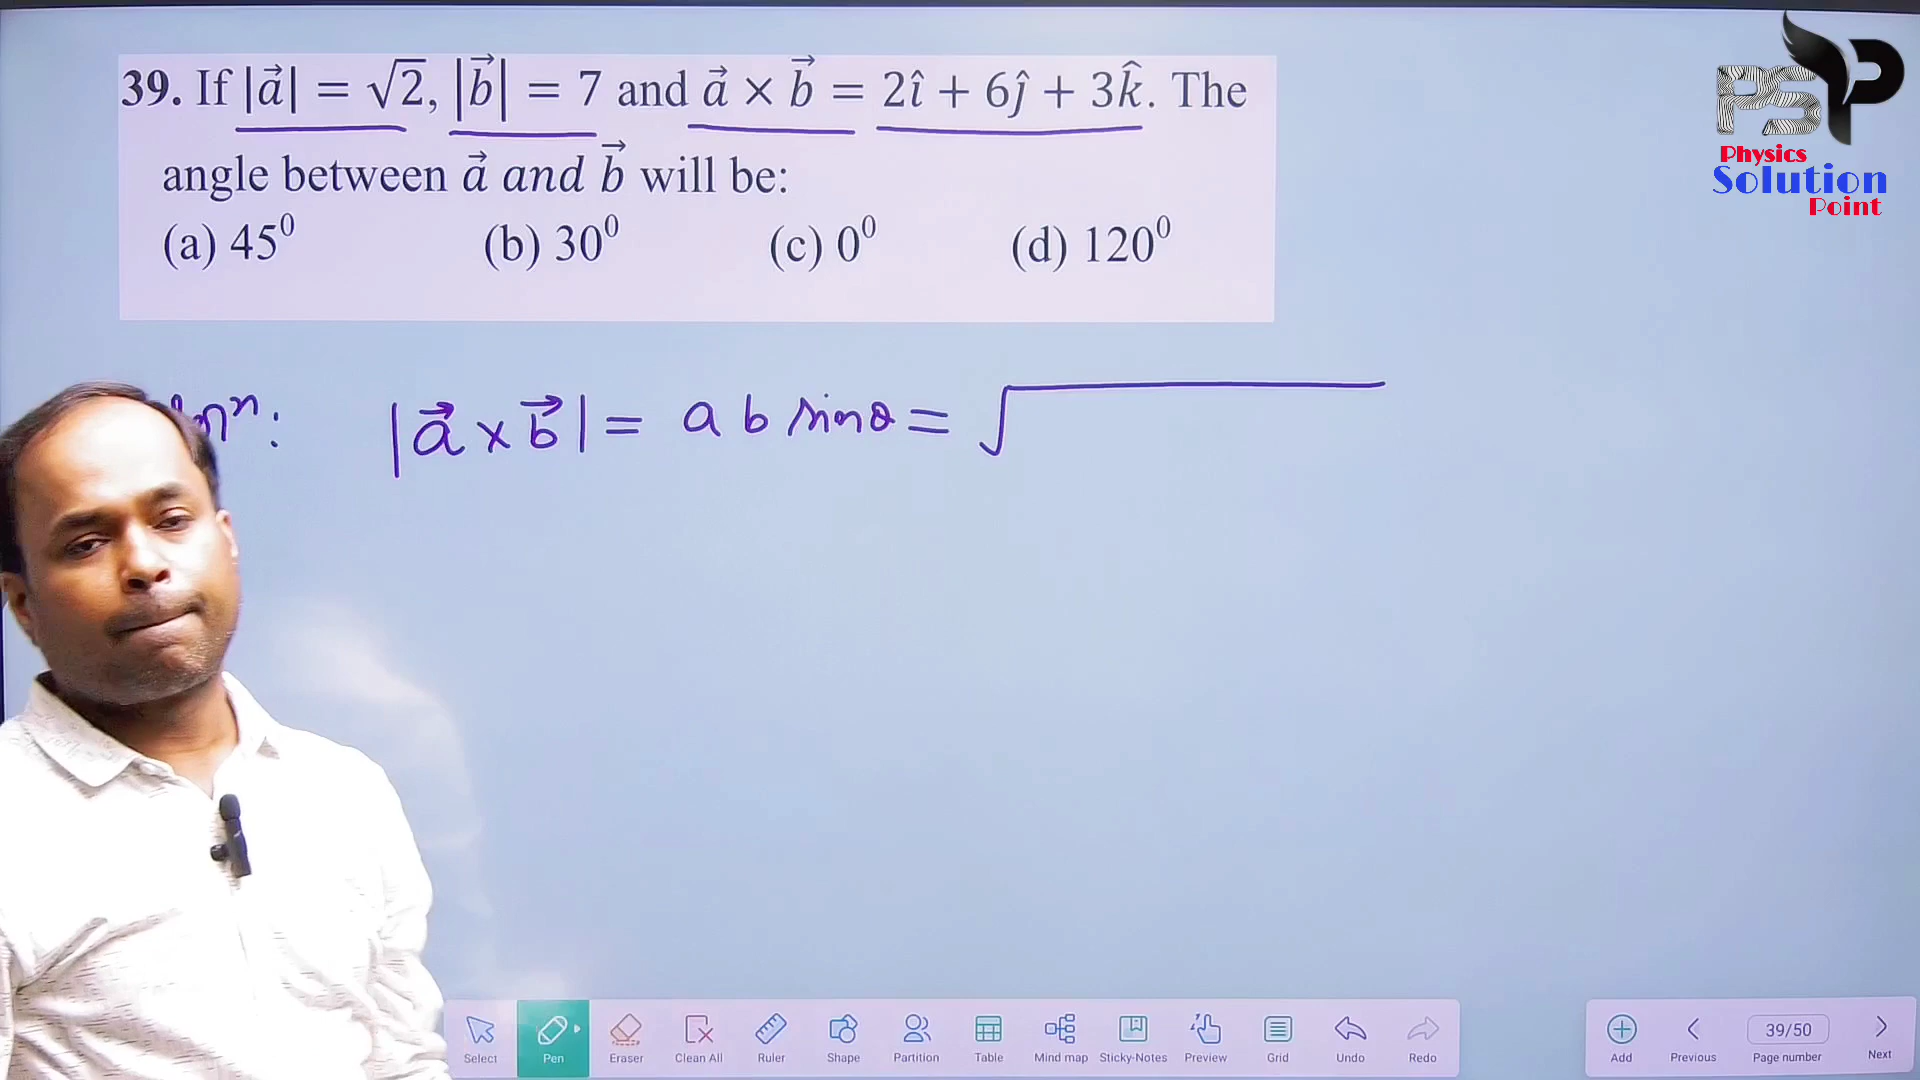 39. If |a⃗| = √2, |b⃗| = 7 and a⃗ × b⃗ = 2î + 6ĵ + 3k̂. The
angle between a⃗ and b⃗ will be:
(a) 45⁰ (b) 30⁰ (c) 0⁰ (d) 120⁰
|a⃗ × b⃗| = a b sinθ = √
PSP
Physics
Solution
Point
Select Pen Eraser Clean All Ruler Shape Partition Table Mind map Sticky-Notes Preview Grid Undo Redo
39/50
Add Previous Page number Next